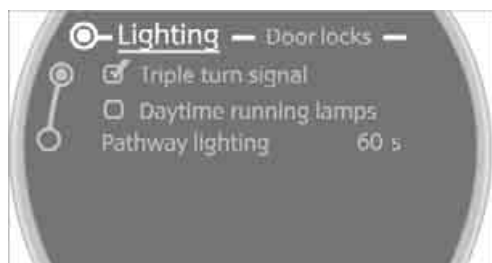 Lighting Door locks
Triple turn signal
Daytime running lamps
Pathway lighting 60 s